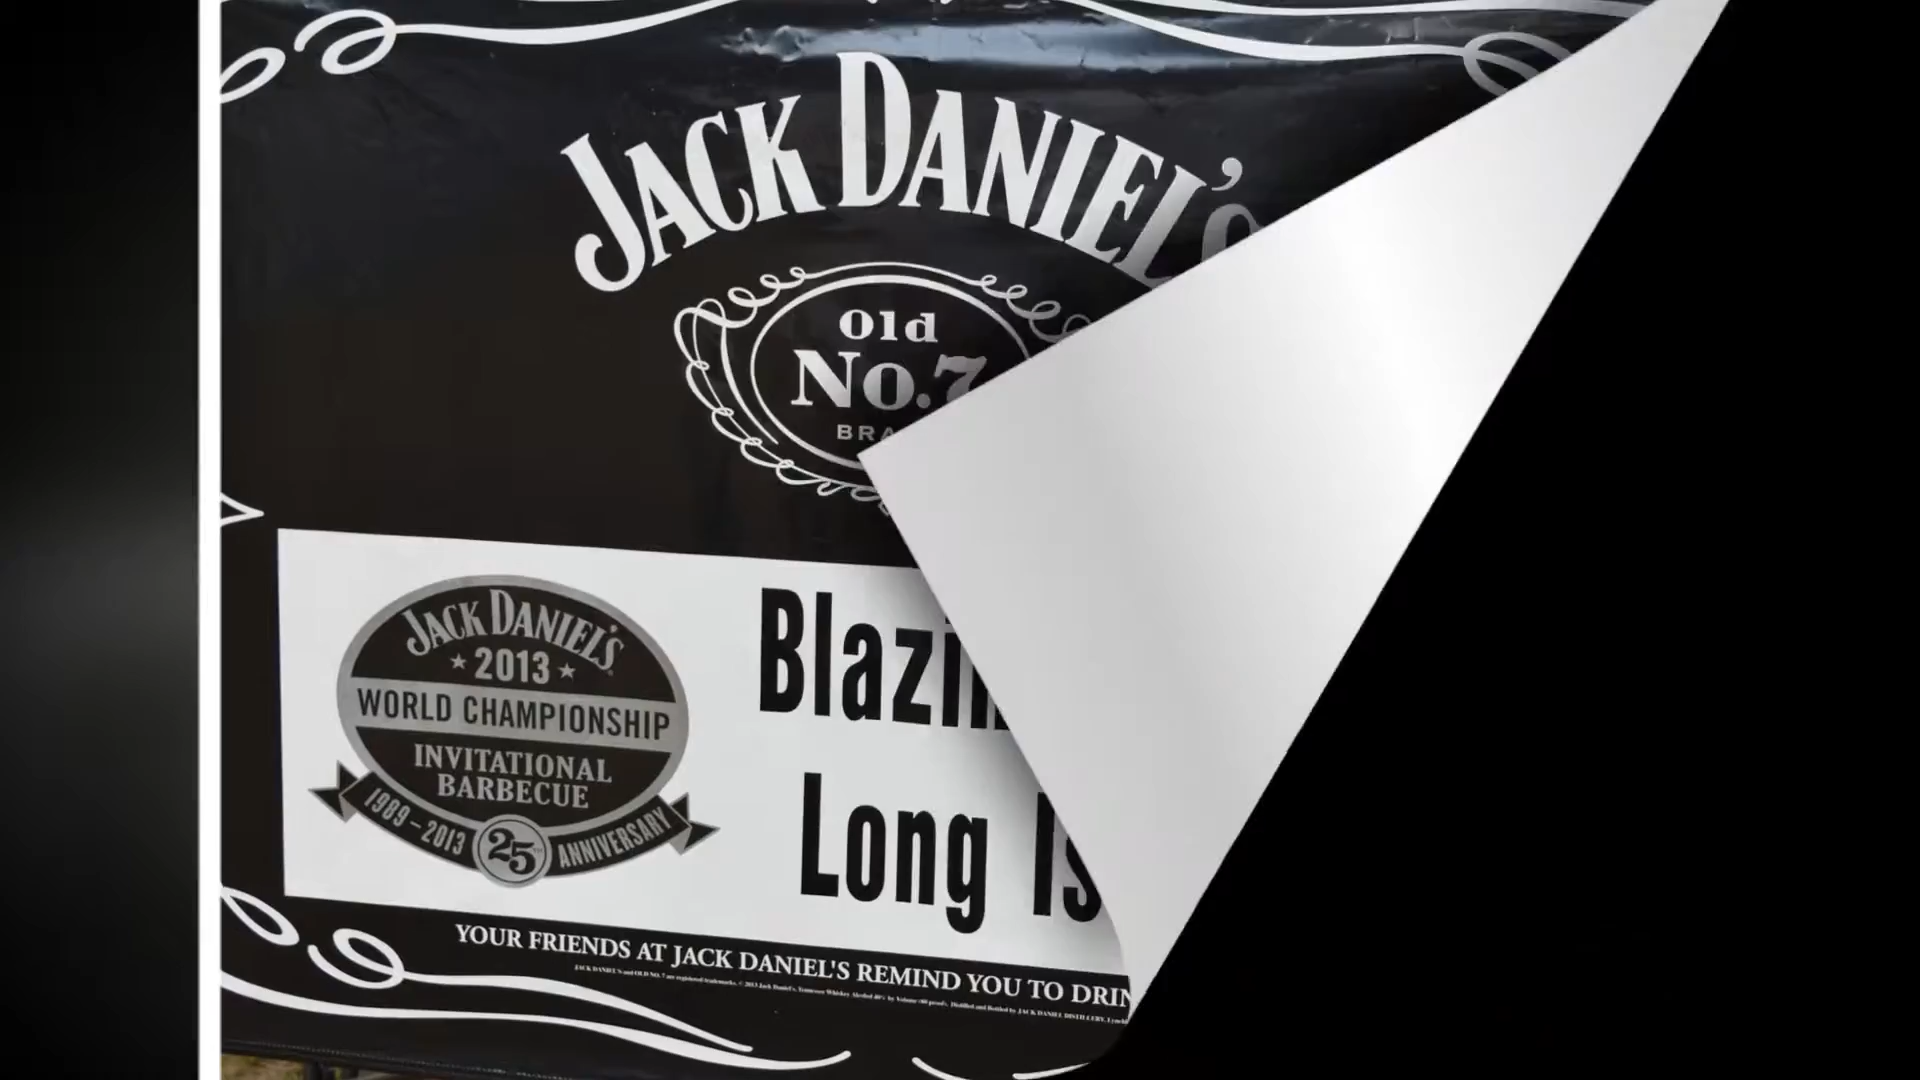 JACK DANIEL'S
Old
No.7
BRA
JACK DANIEL'S
2013
WORLD CHAMPIONSHIP
INVITATIONAL
BARBECUE
1989-2013 25 ANNIVERSARY
Blazin
Long Is
YOUR FRIENDS AT JACK DANIEL'S REMIND YOU TO DRIN